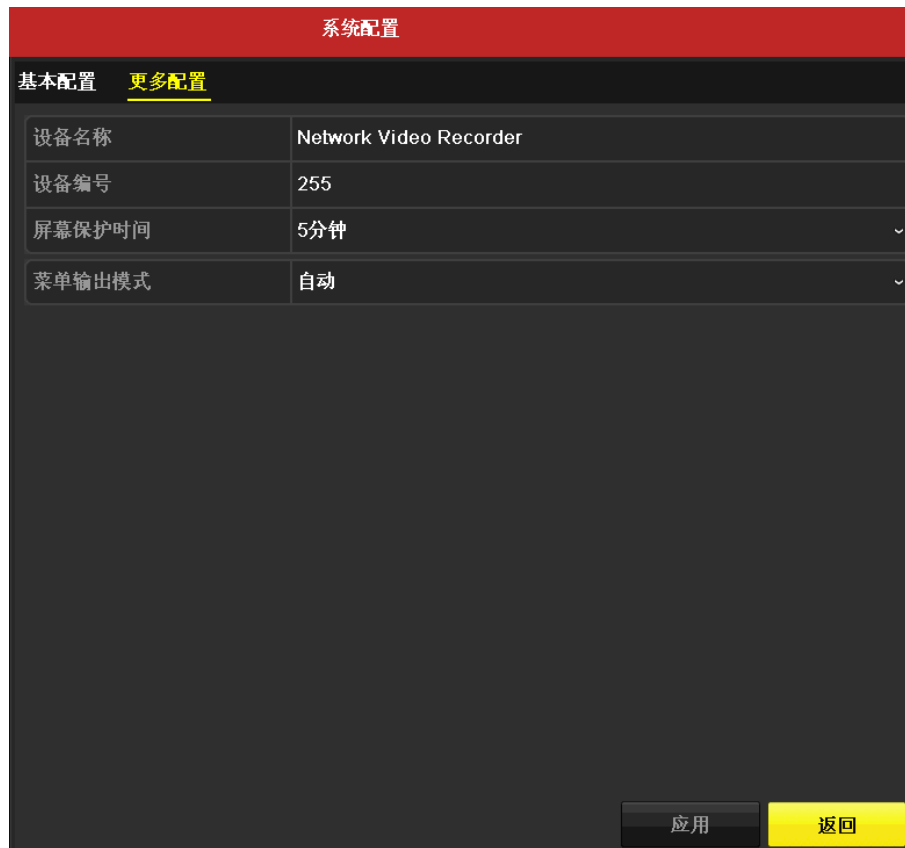 系统配置
基本配置 更多配置
设备名称 Network Video Recorder
设备编号 255
屏幕保护时间 5分钟
菜单输出模式 自动
应用 返回